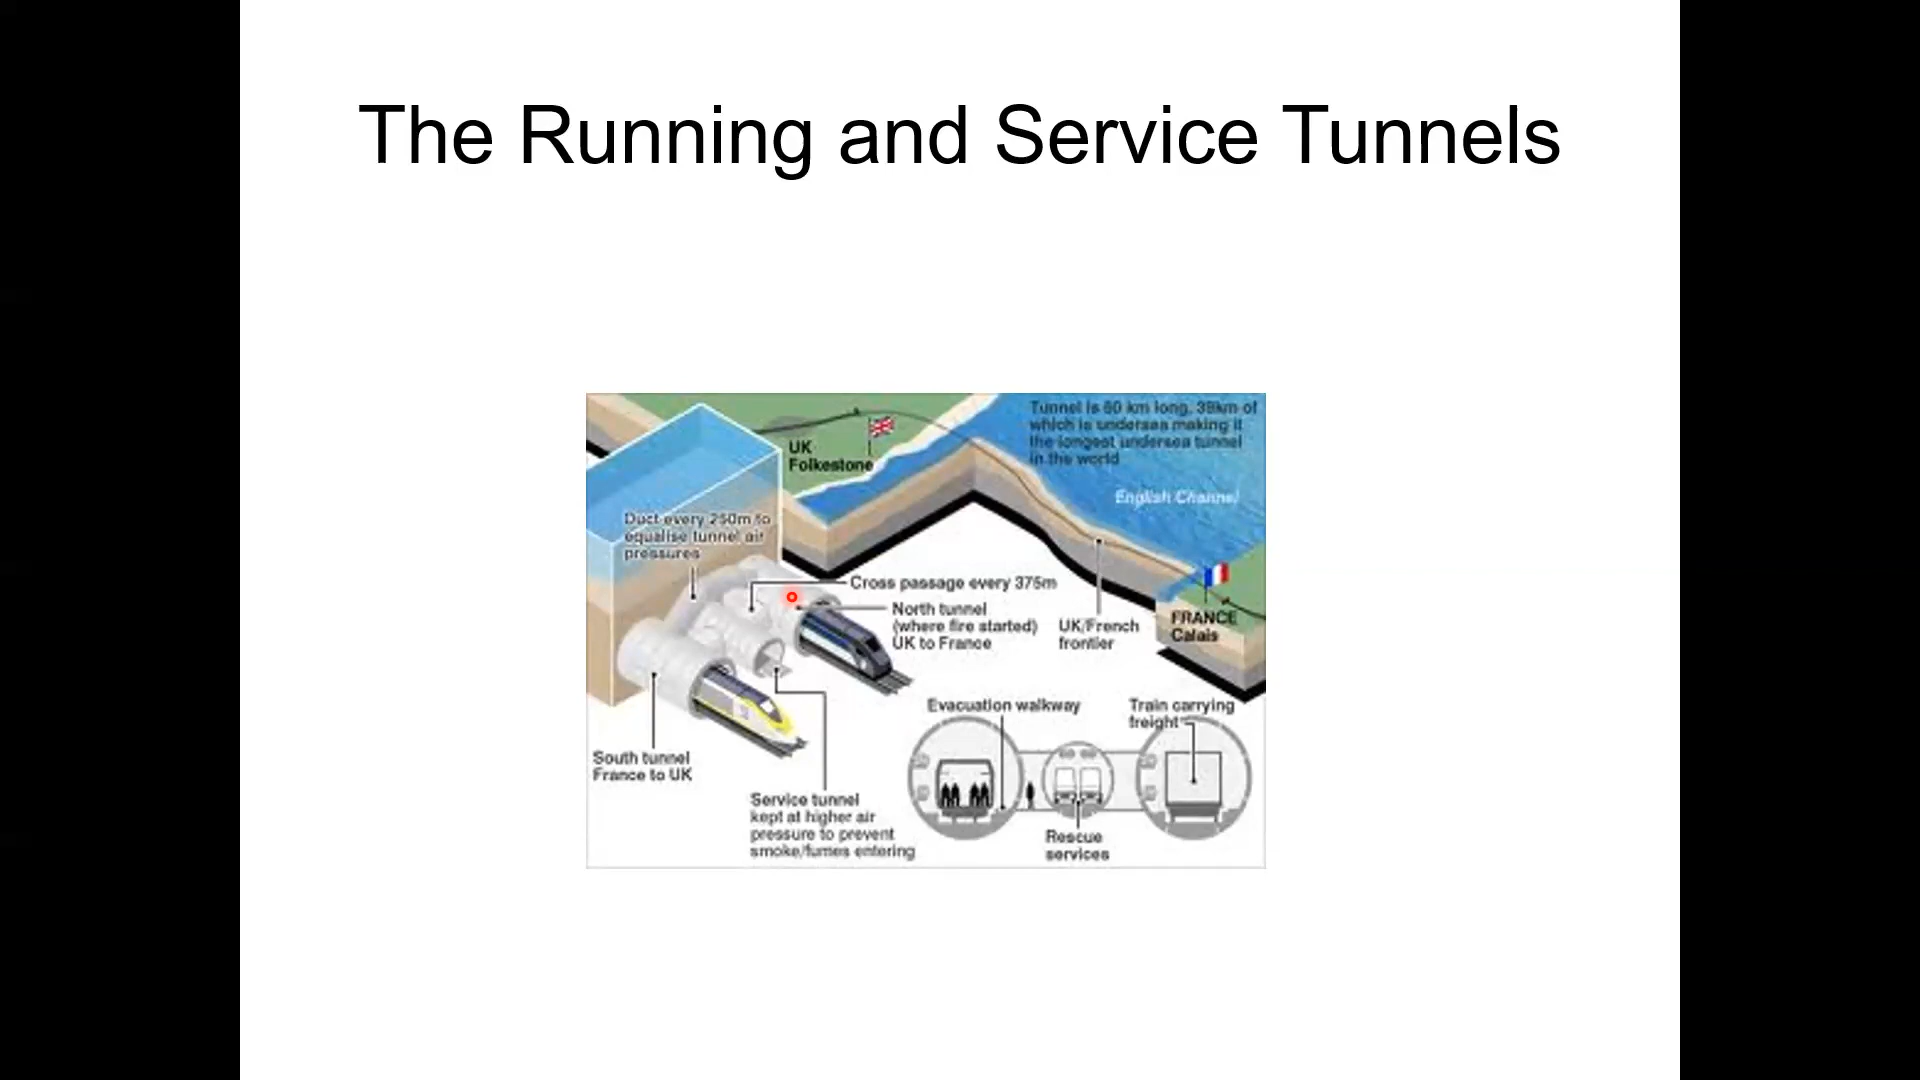 The Running and Service Tunnels
Tunnel is 50 km long, 39km of
which is undersea making it
the longest undersea tunnel
in the world
UK
Folkestone
English Channel
Duct every 250m to
equalise tunnel air
pressures
Cross passage every 375m
North tunnel
(where fire started)
UK to France
UK/French
frontier
FRANCE
Calais
Evacuation walkway
Train carrying
freight
South tunnel
France to UK
Service tunnel
kept at higher air
pressure to prevent
smoke/fumes entering
Rescue
services